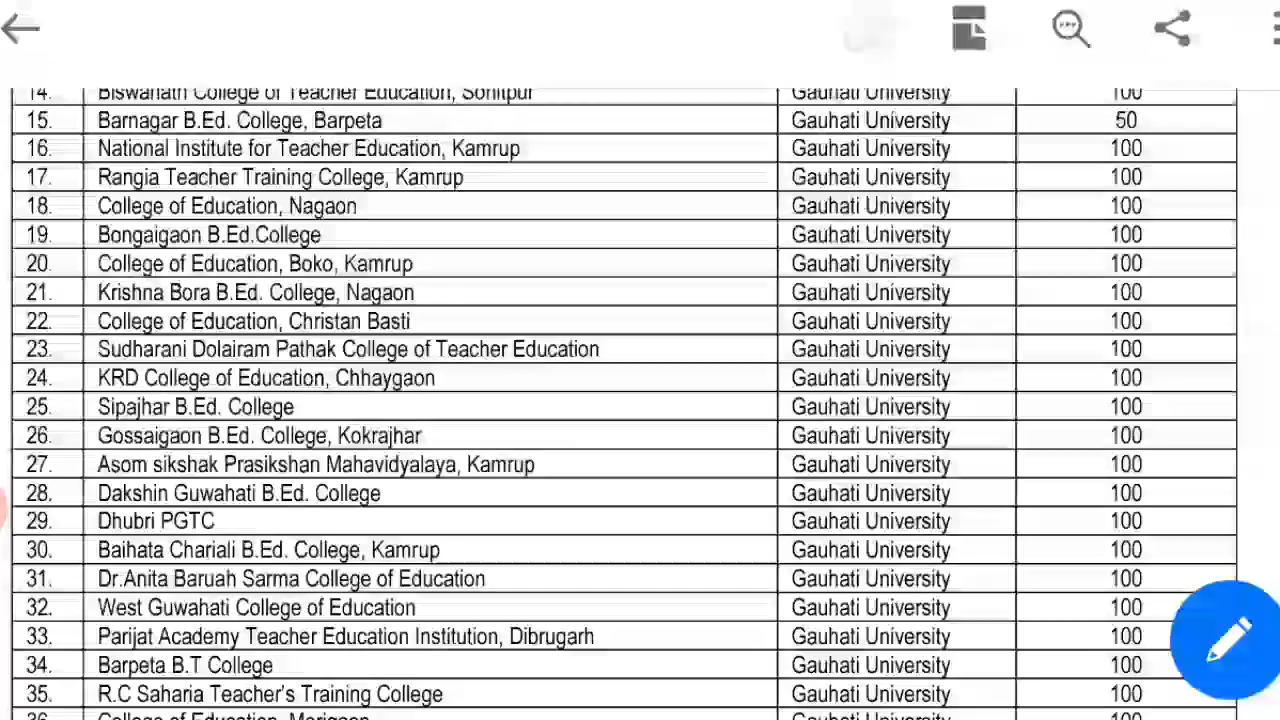 14. Biswanath College of Teacher Education, Sonitpur Gauhati University 100
15. Barnagar B.Ed. College, Barpeta Gauhati University 50
16. National Institute for Teacher Education, Kamrup Gauhati University 100
17. Rangia Teacher Training College, Kamrup Gauhati University 100
18. College of Education, Nagaon Gauhati University 100
19. Bongaigaon B.Ed.College Gauhati University 100
20. College of Education, Boko, Kamrup Gauhati University 100
21. Krishna Bora B.Ed. College, Nagaon Gauhati University 100
22. College of Education, Christan Basti Gauhati University 100
23. Sudharani Dolairam Pathak College of Teacher Education Gauhati University 100
24. KRD College of Education, Chhaygaon Gauhati University 100
25. Sipajhar B.Ed. College Gauhati University 100
26. Gossaigaon B.Ed. College, Kokrajhar Gauhati University 100
27. Asom sikshak Prasikshan Mahavidyalaya, Kamrup Gauhati University 100
28. Dakshin Guwahati B.Ed. College Gauhati University 100
29. Dhubri PGTC Gauhati University 100
30. Baihata Chariali B.Ed. College, Kamrup Gauhati University 100
31. Dr.Anita Baruah Sarma College of Education Gauhati University 100
32. West Guwahati College of Education Gauhati University 100
33. Parijat Academy Teacher Education Institution, Dibrugarh Gauhati University 100
34. Barpeta B.T College Gauhati University 100
35. R.C Saharia Teacher's Training College Gauhati University 100
36. College of Education, Morigaon Gauhati University 100